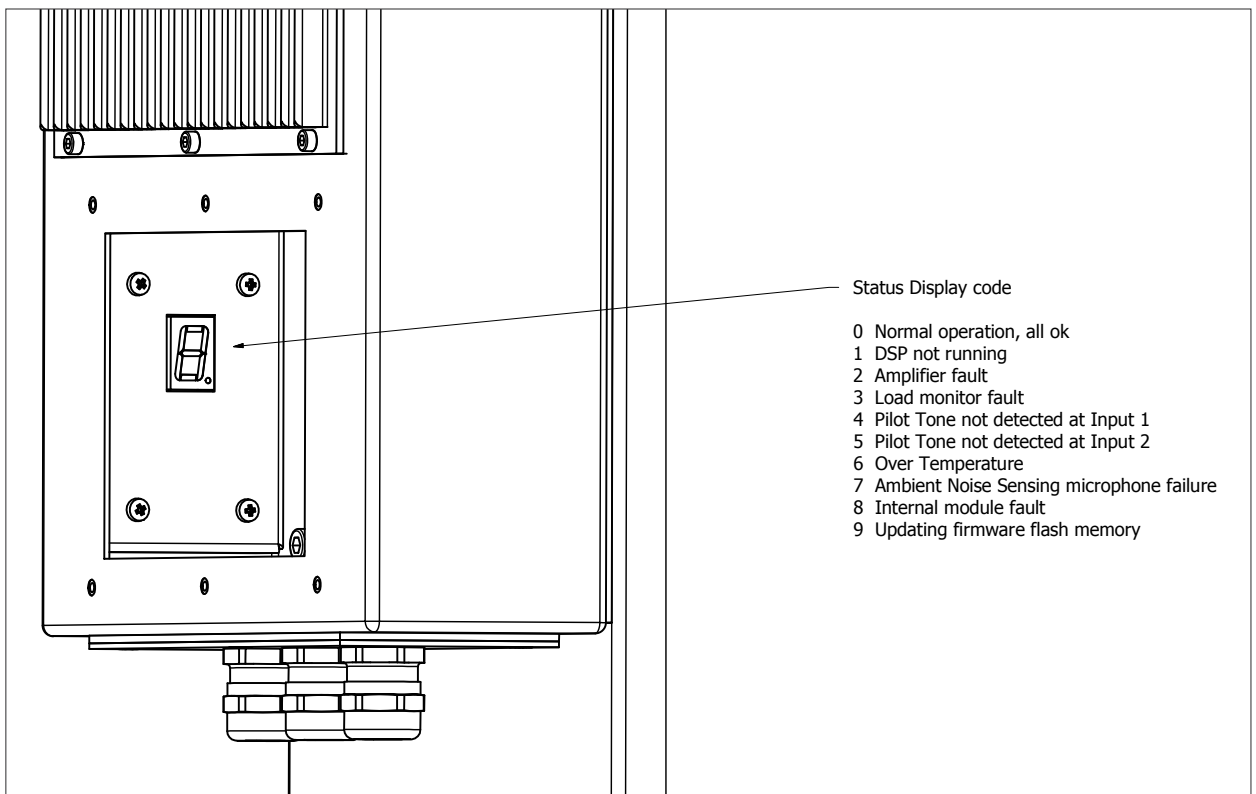 Status Display code
0 Normal operation, all ok
1 DSP not running
2 Amplifier fault
3 Load monitor fault
4 Pilot Tone not detected at Input 1
5 Pilot Tone not detected at Input 2
6 Over Temperature
7 Ambient Noise Sensing microphone failure
8 Internal module fault
9 Updating firmware flash memory